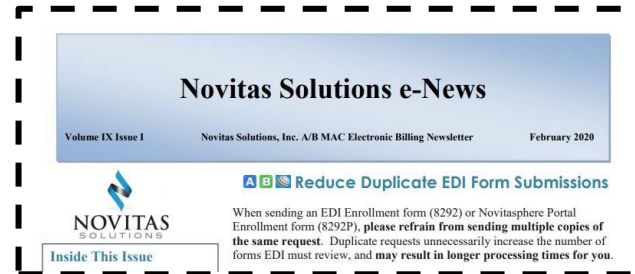 Novitas Solutions e-News
Volume IX Issue I Novitas Solutions, Inc. A/B MAC Electronic Billing Newsletter February 2020
A B Reduce Duplicate EDI Form Submissions
NOVITAS
SOLUTIONS
When sending an EDI Enrollment form (8292) or Novitasphere Portal
Enrollment form (8292P), please refrain from sending multiple copies of
the same request. Duplicate requests unnecessarily increase the number of
forms EDI must review, and may result in longer processing times for you.
Inside This Issue